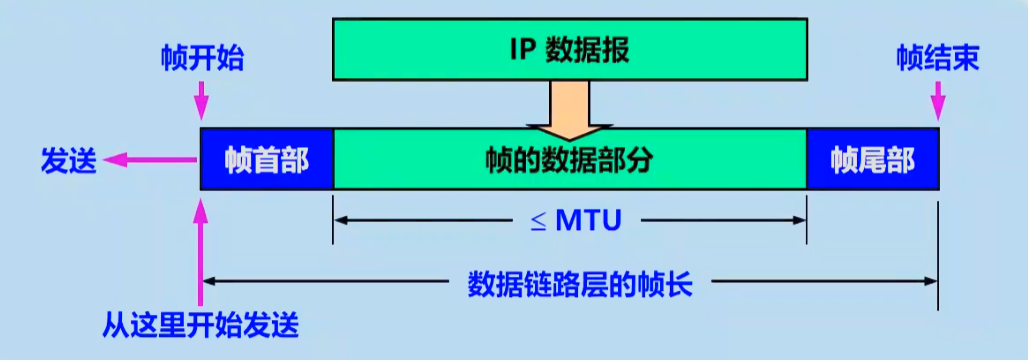 IP 数据报
帧开始
帧结束
发送
帧首部
帧的数据部分
帧尾部
≤ MTU
数据链路层的帧长
从这里开始发送